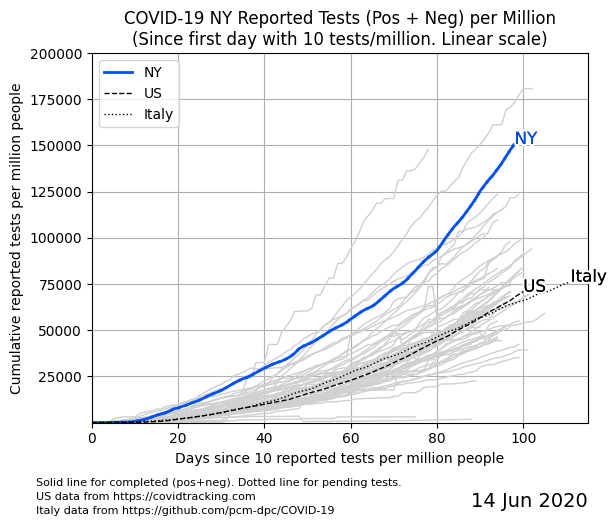 COVID-19 NY Reported Tests (Pos + Neg) per Million
(Since first day with 10 tests/million. Linear scale)
Cumulative reported tests per million people
200000
175000
150000
125000
100000
75000
50000
25000
NY
US
Italy
NY
US
Italy
0
20
40
60
80
100
Days since 10 reported tests per million people
Solid line for completed (pos+neg). Dotted line for pending tests.
US data from https://covidtracking.com
Italy data from https://github.com/pcm-dpc/COVID-19
14 Jun 2020